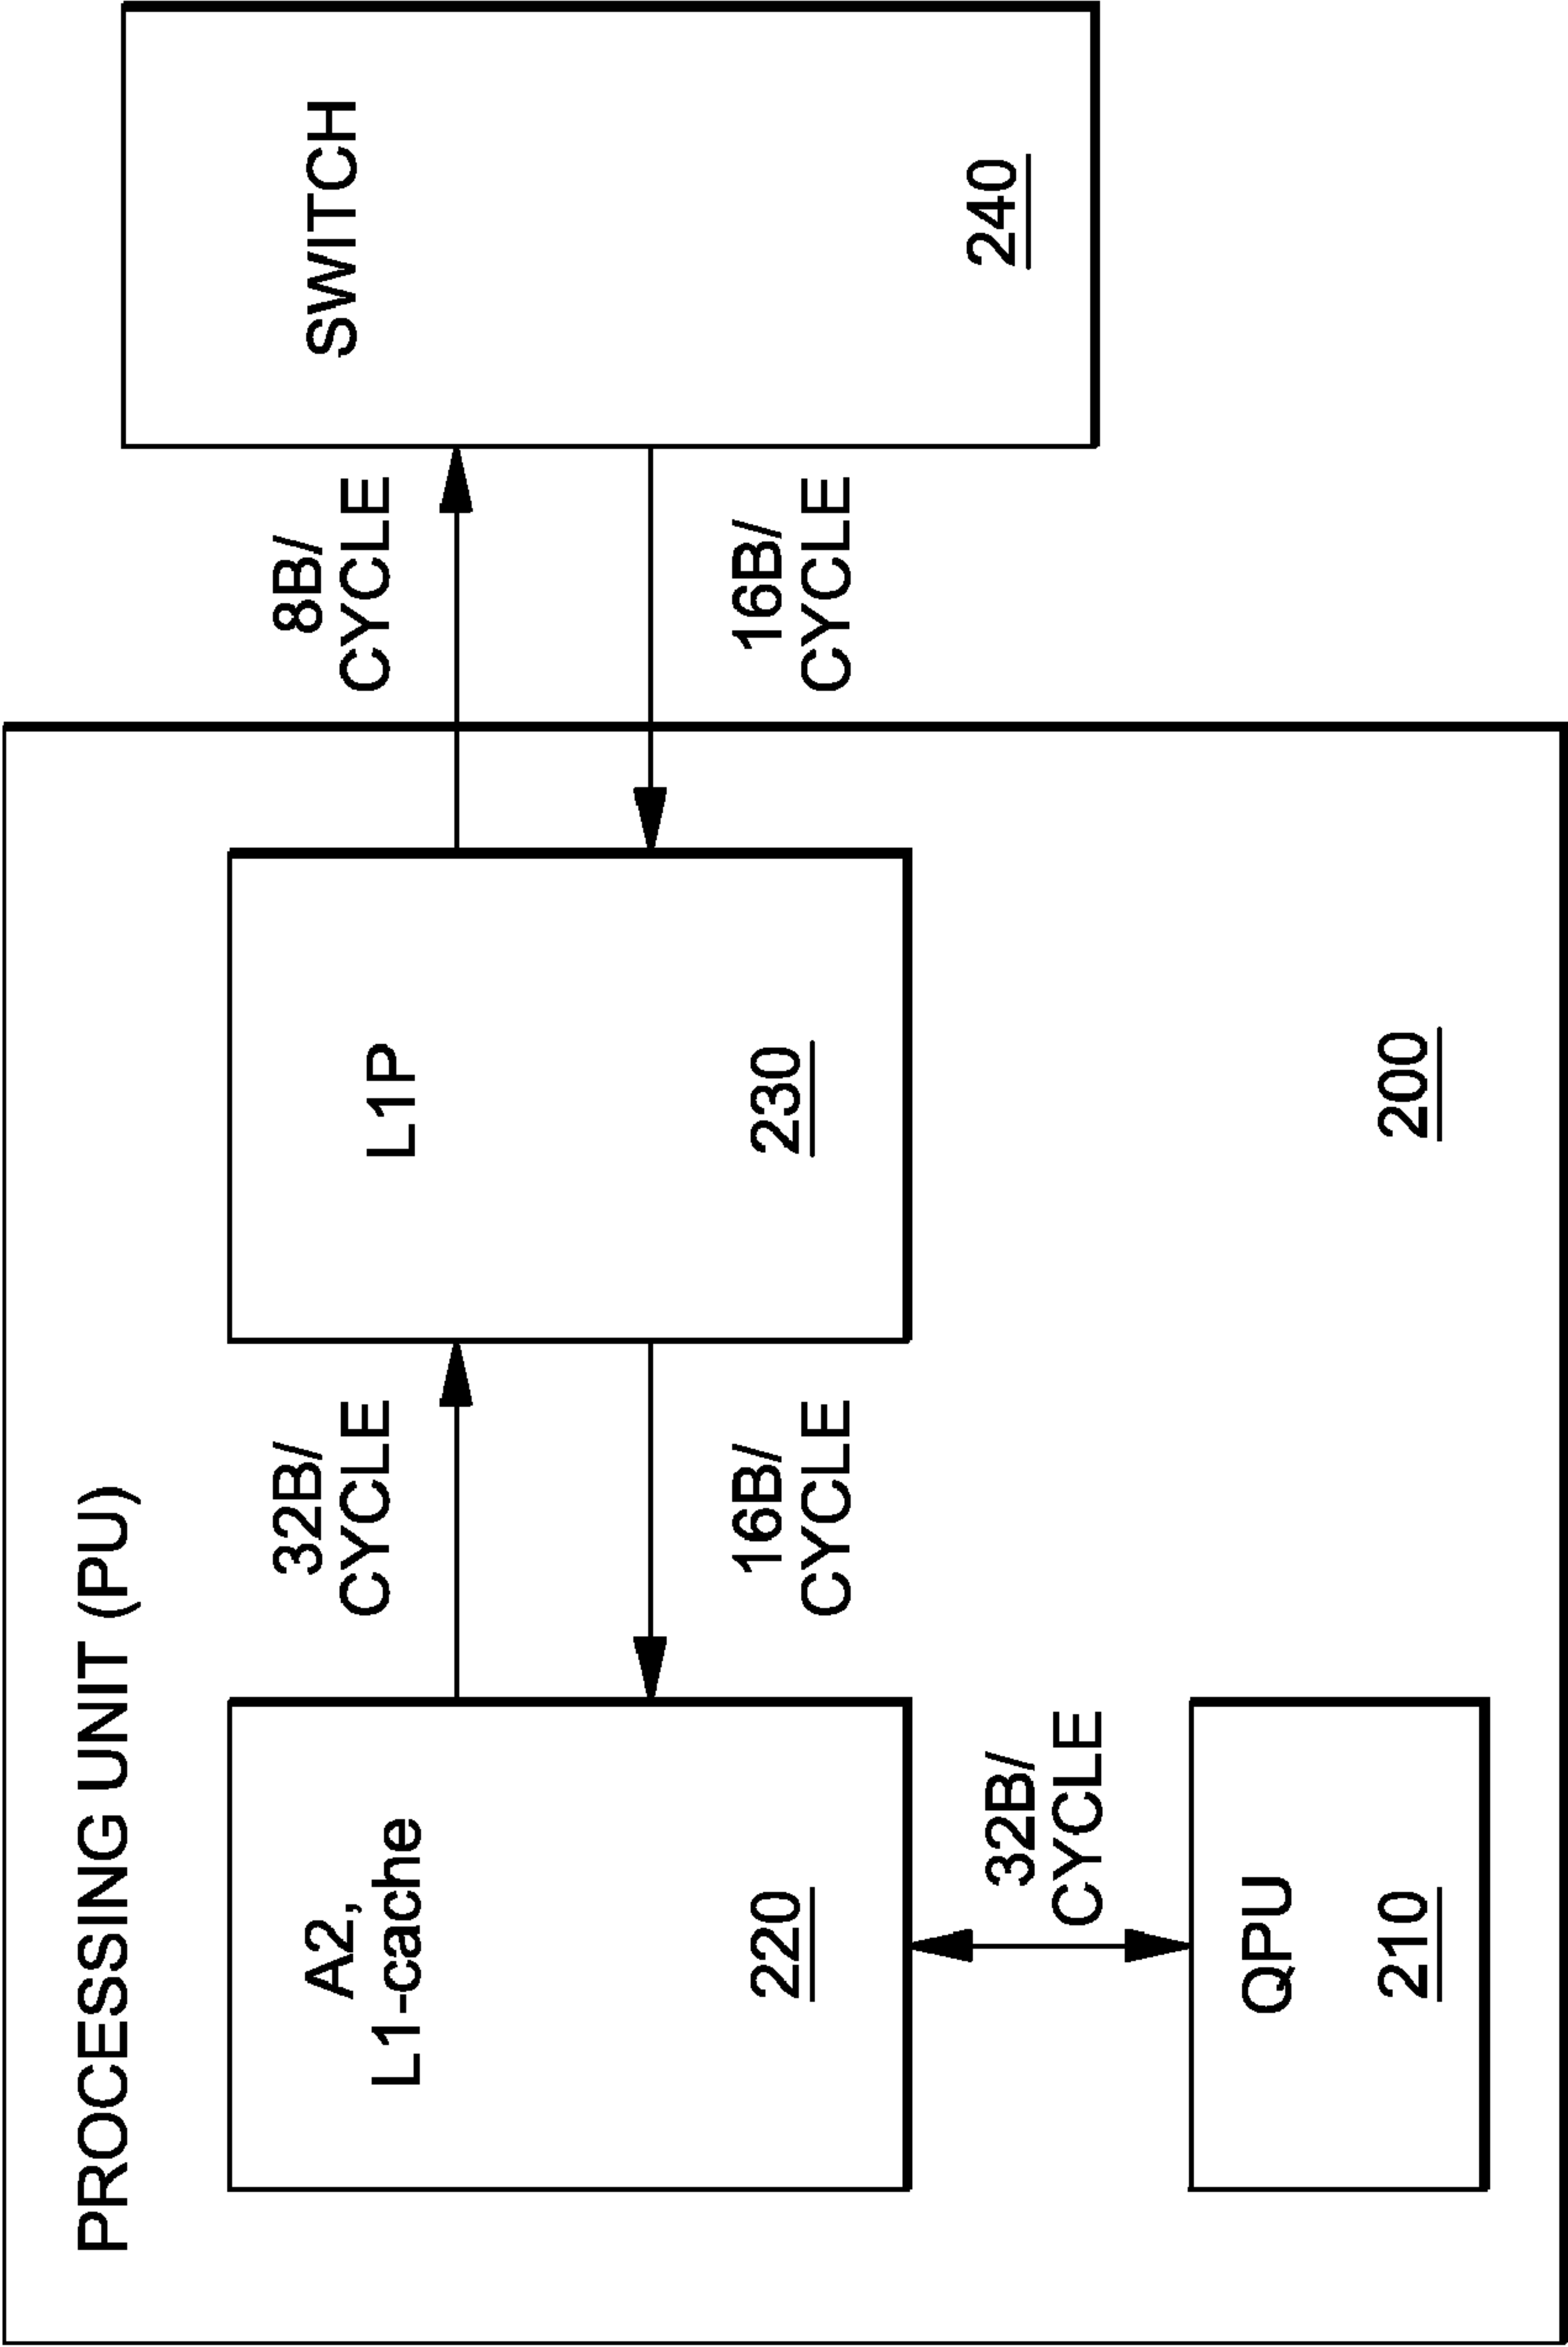 PROCESSING UNIT (PU)
A2,
L1-cache
220
32B/
CYCLE
16B/
CYCLE
L1P
230
8B/
CYCLE
16B/
CYCLE
SWITCH
240
32B/
CYCLE
QPU
210
200